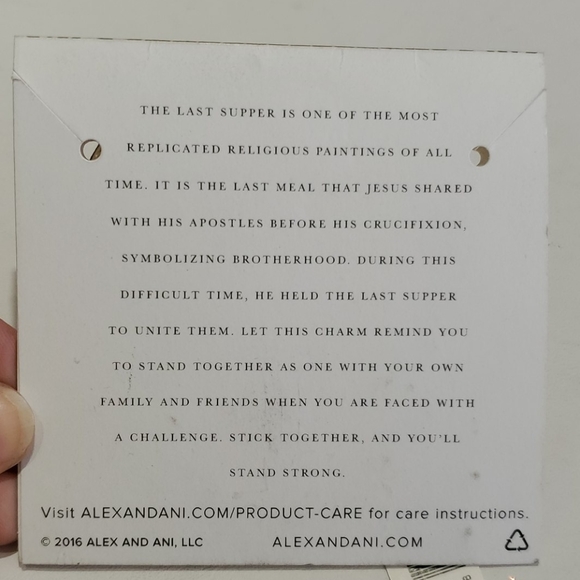 THE LAST SUPPER IS ONE OF THE MOST
REPLICATED RELIGIOUS PAINTINGS OF ALL
TIME. IT IS THE LAST MEAL THAT JESUS SHARED
WITH HIS APOSTLES BEFORE HIS CRUCIFIXION,
SYMBOLIZING BROTHERHOOD. DURING THIS
DIFFICULT TIME, HE HELD THE LAST SUPPER
TO UNITE THEM. LET THIS CHARM REMIND YOU
TO STAND TOGETHER AS ONE WITH YOUR OWN
FAMILY AND FRIENDS WHEN YOU ARE FACED WITH
A CHALLENGE. STICK TOGETHER, AND YOU'LL
STAND STRONG.
Visit ALEXANDANI.COM/PRODUCT-CARE for care instructions.
© 2016 ALEX AND ANI, LLC ALEXANDANI.COM